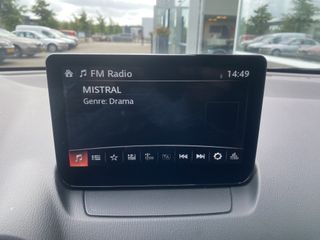 FM Radio 14:49
MISTRAL
Genre: Drama